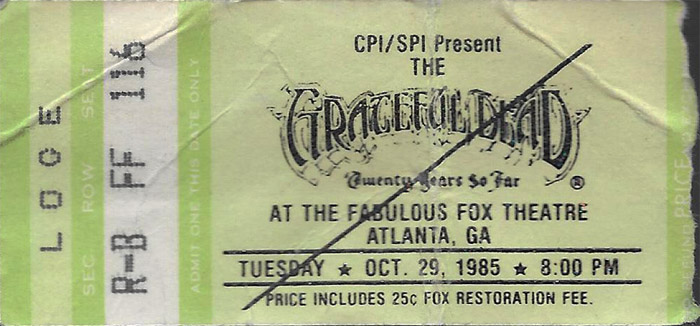 LOGE
SEC ROW SEAT
R-B FF 116
ADMIT ONE THIS DATE ONLY
CPI/SPI Present
THE
GRATEFUL DEAD
Twenty Years So Far ®
AT THE FABULOUS FOX THEATRE
ATLANTA, GA
TUESDAY ★ OCT. 29, 1985 ★ 8:00 PM
PRICE INCLUDES 25¢ FOX RESTORATION FEE.
PRICE